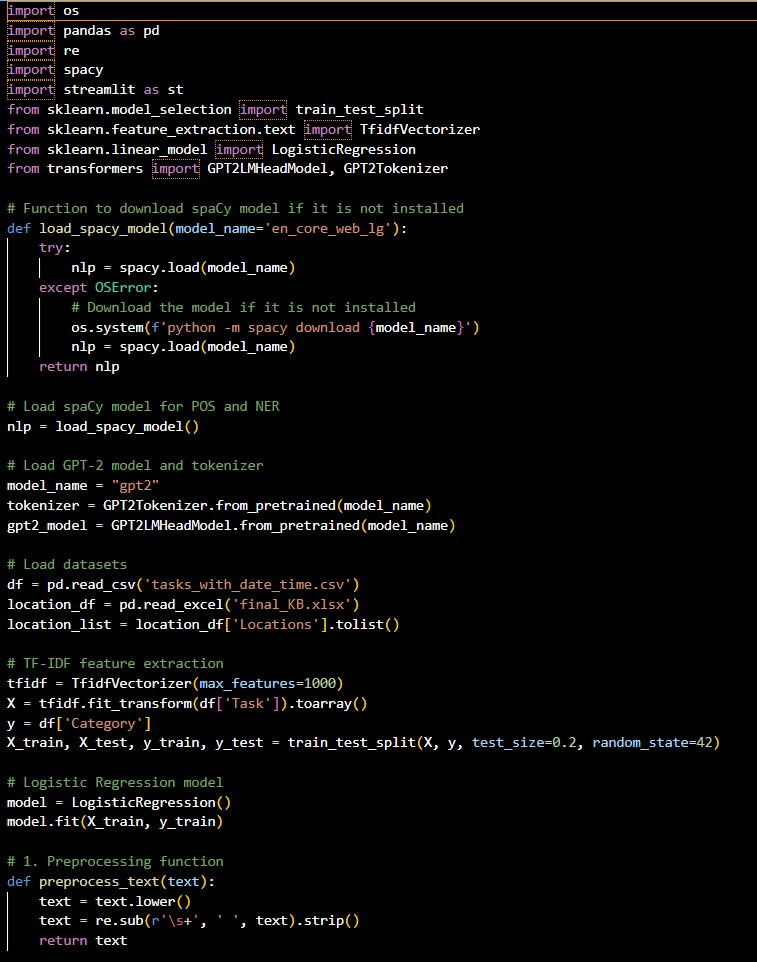 import os
import pandas as pd
import re
import spacy
import streamlit as st
from sklearn.model_selection import train_test_split
from sklearn.feature_extraction.text import TfidfVectorizer
from sklearn.linear_model import LogisticRegression
from transformers import GPT2LMHeadModel, GPT2Tokenizer

# Function to download spaCy model if it is not installed
def load_spacy_model(model_name='en_core_web_lg'):
    try:
        nlp = spacy.load(model_name)
    except OSError:
        # Download the model if it is not installed
        os.system(f'python -m spacy download {model_name}')
        nlp = spacy.load(model_name)
    return nlp

# Load spaCy model for POS and NER
nlp = load_spacy_model()

# Load GPT-2 model and tokenizer
model_name = "gpt2"
tokenizer = GPT2Tokenizer.from_pretrained(model_name)
gpt2_model = GPT2LMHeadModel.from_pretrained(model_name)

# Load datasets
df = pd.read_csv('tasks_with_date_time.csv')
location_df = pd.read_excel('final_KB.xlsx')
location_list = location_df['Locations'].tolist()

# TF-IDF feature extraction
tfidf = TfidfVectorizer(max_features=1000)
X = tfidf.fit_transform(df['Task']).toarray()
y = df['Category']
X_train, X_test, y_train, y_test = train_test_split(X, y, test_size=0.2, random_state=42)

# Logistic Regression model
model = LogisticRegression()
model.fit(X_train, y_train)

# 1. Preprocessing function
def preprocess_text(text):
    text = text.lower()
    text = re.sub(r'\s+', ' ', text).strip()
    return text